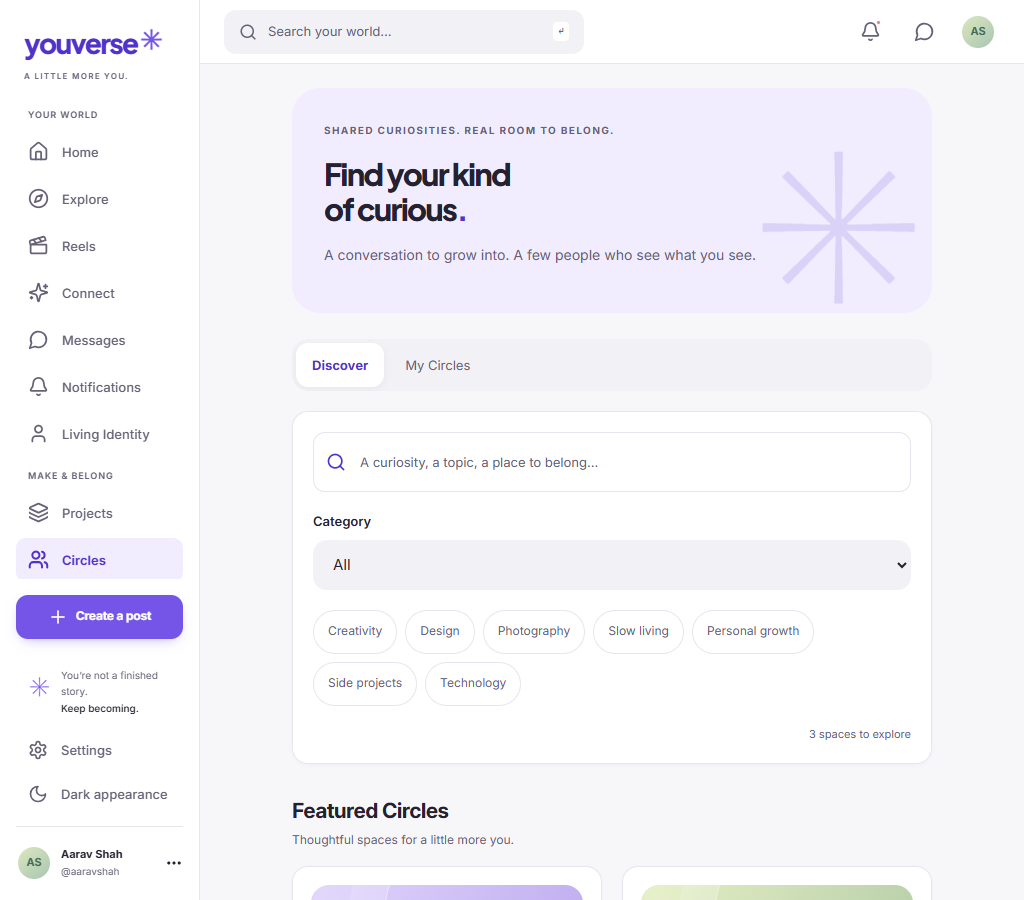 youverse
A LITTLE MORE YOU.
YOUR WORLD
Home
Explore
Reels
Connect
Messages
Notifications
Living Identity
MAKE & BELONG
Projects
Circles
Create a post
You're not a finished
story.
Keep becoming.
Settings
Dark appearance
AS
Aarav Shah
@aaravshah
Search your world...
AS
SHARED CURIOSITIES. REAL ROOM TO BELONG.
Find your kind
of curious.
A conversation to grow into. A few people who see what you see.
Discover
My Circles
A curiosity, a topic, a place to belong...
Category
All
Creativity
Design
Photography
Slow living
Personal growth
Side projects
Technology
3 spaces to explore
Featured Circles
Thoughtful spaces for a little more you.